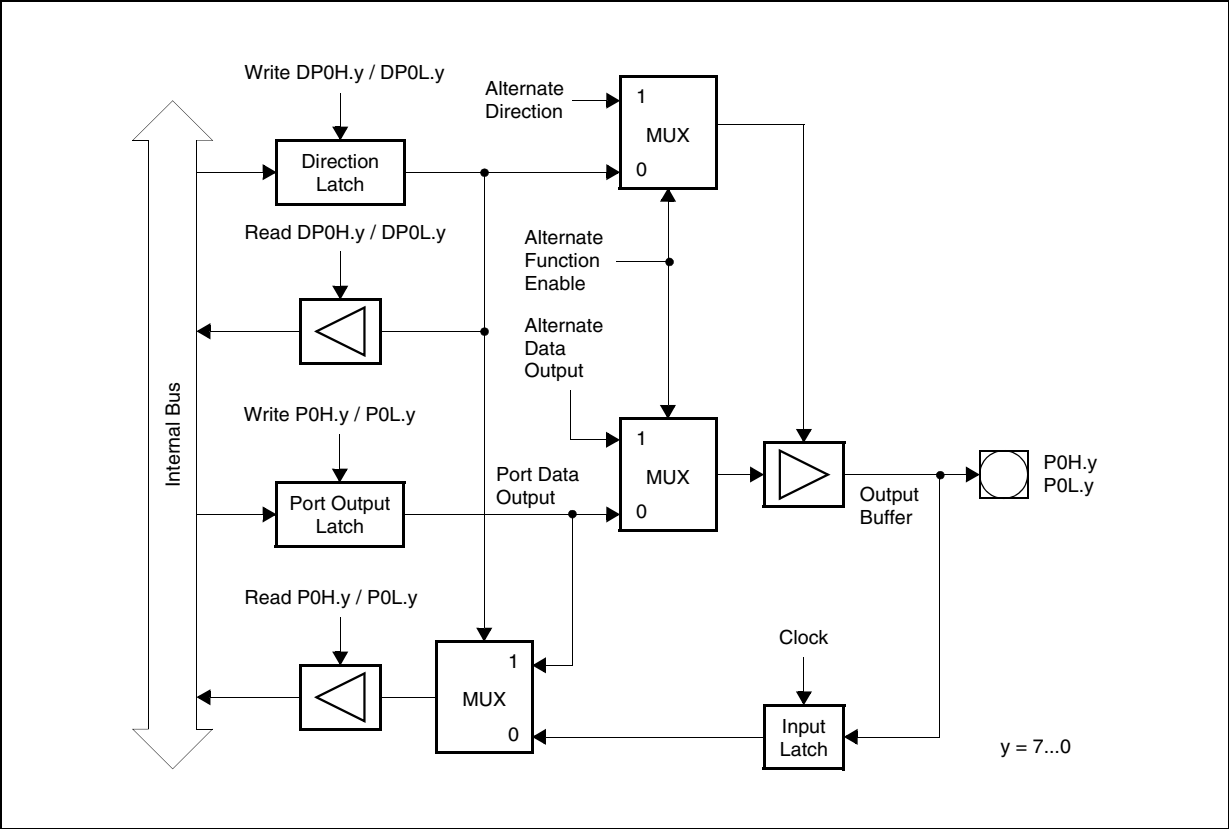 Write DP0H.y / DP0L.y
Alternate
Direction
1
MUX
0
Direction
Latch
Read DP0H.y / DP0L.y
Alternate
Function
Enable
Alternate
Data
Output
Internal Bus
Write P0H.y / P0L.y
1
MUX
0
Port Data
Output
Port Output
Latch
Output
Buffer
P0H.y
P0L.y
Read P0H.y / P0L.y
1
MUX
0
Clock
Input
Latch
y = 7...0